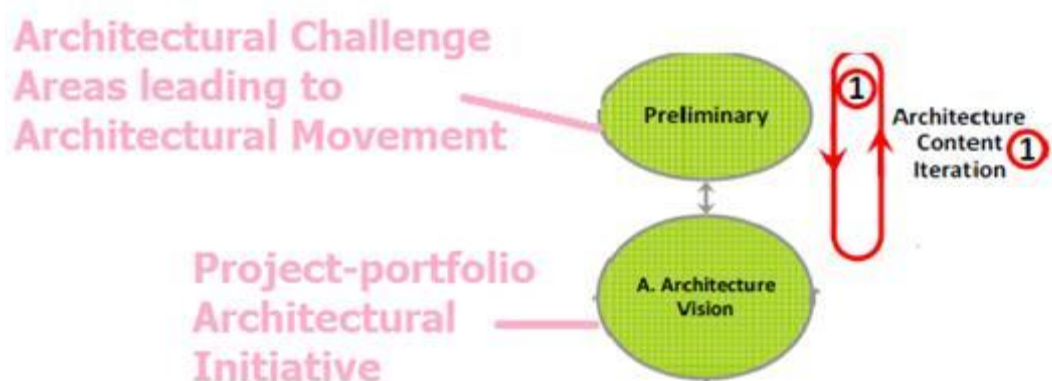 Architectural Challenge
Areas leading to
Architectural Movement
Preliminary
1
Architecture
Content
Iteration
1
Project-portfolio
Architectural
Initiative
A. Architecture
Vision